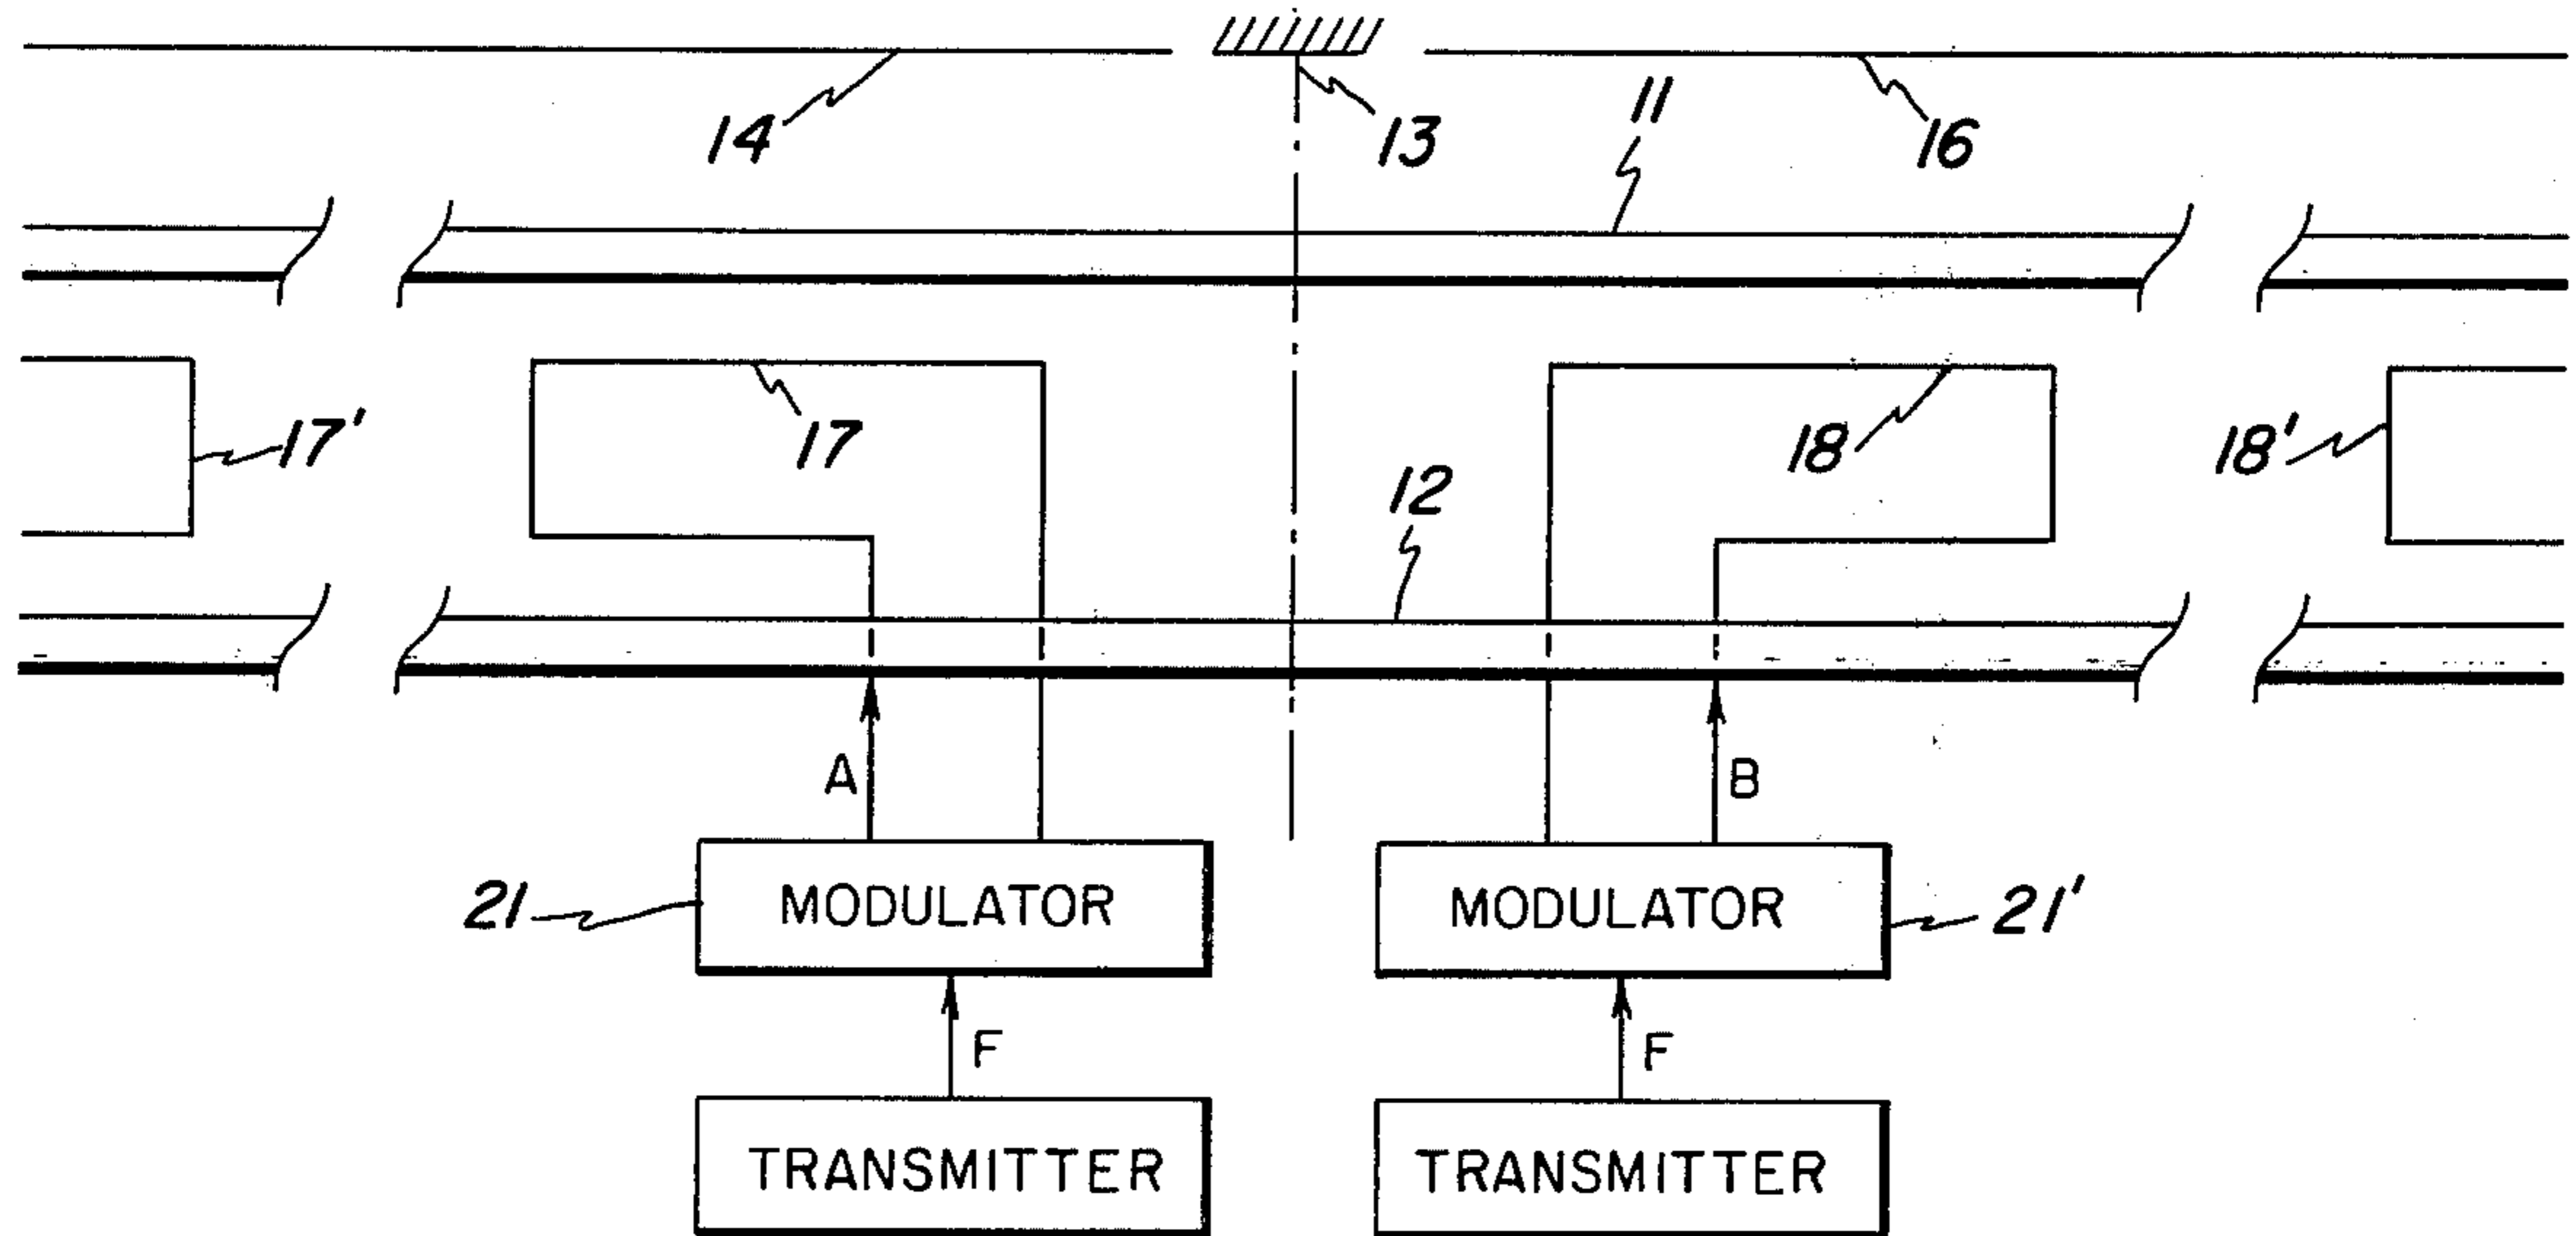 14
13
11
16
17'
17
18
18'
12
A
B
21
MODULATOR
MODULATOR
21'
F
F
TRANSMITTER
TRANSMITTER